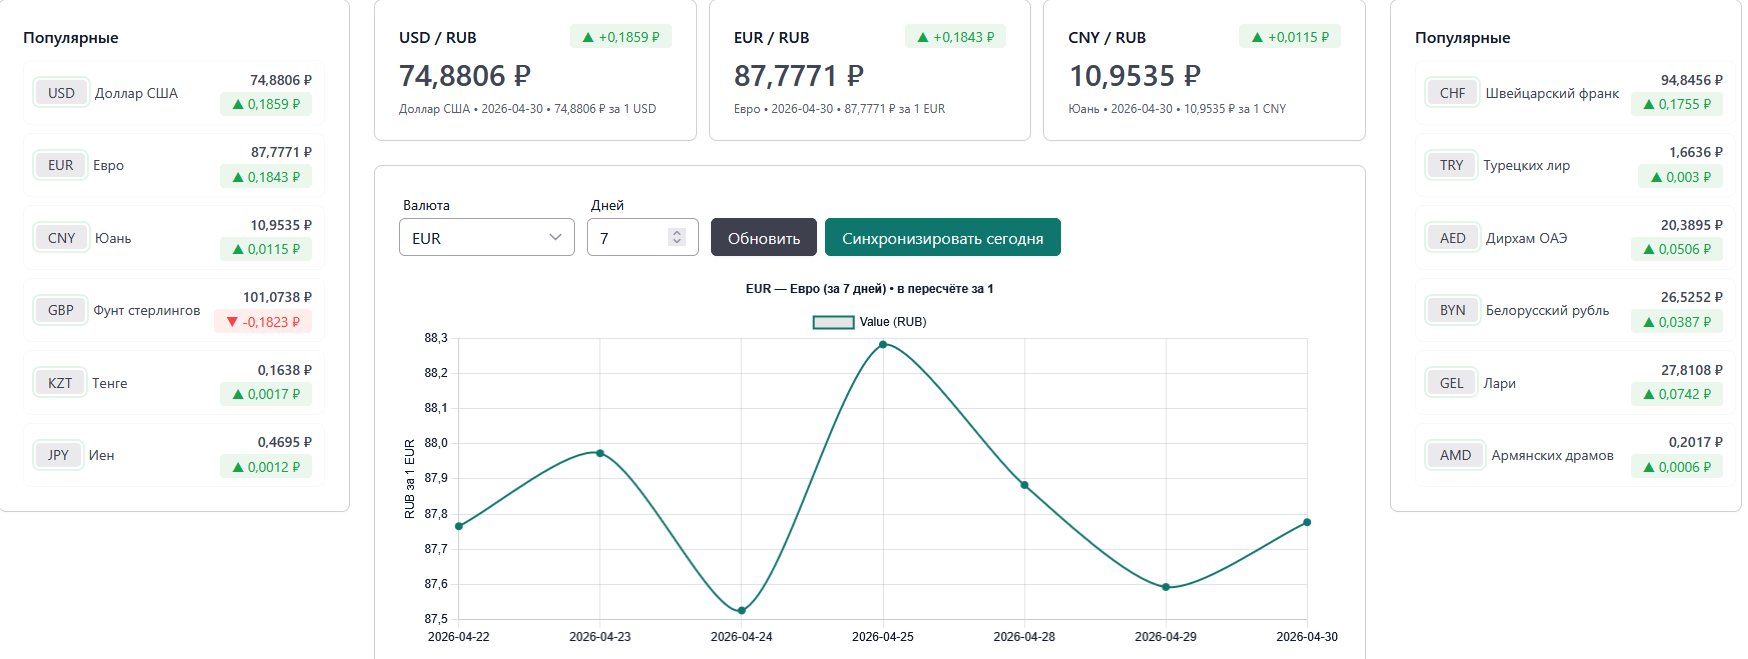 Популярные
USD Доллар США 74,8806 ₽
▲ 0,1859 ₽
EUR Евро 87,7771 ₽
▲ 0,1843 ₽
CNY Юань 10,9535 ₽
▲ 0,0115 ₽
GBP Фунт стерлингов 101,0738 ₽
▼ -0,1823 ₽
KZT Тенге 0,1638 ₽
▲ 0,0017 ₽
JPY Иен 0,4695 ₽
▲ 0,0012 ₽
USD / RUB ▲ +0,1859 ₽
74,8806 ₽
Доллар США • 2026-04-30 • 74,8806 ₽ за 1 USD
EUR / RUB ▲ +0,1843 ₽
87,7771 ₽
Евро • 2026-04-30 • 87,7771 ₽ за 1 EUR
CNY / RUB ▲ +0,0115 ₽
10,9535 ₽
Юань • 2026-04-30 • 10,9535 ₽ за 1 CNY
Валюта Дней
EUR 7 Обновить Синхронизировать сегодня
EUR — Евро (за 7 дней) • в пересчёте за 1
Value (RUB)
RUB за 1 EUR
88,3
88,2
88,1
88,0
87,9
87,8
87,7
87,6
87,5
2026-04-22 2026-04-23 2026-04-24 2026-04-25 2026-04-28 2026-04-29 2026-04-30
Популярные
CHF Швейцарский франк 94,8456 ₽
▲ 0,1755 ₽
TRY Турецких лир 1,6636 ₽
▲ 0,003 ₽
AED Дирхам ОАЭ 20,3895 ₽
▲ 0,0506 ₽
BYN Белорусский рубль 26,5252 ₽
▲ 0,0387 ₽
GEL Лари 27,8108 ₽
▲ 0,0742 ₽
AMD Армянских драмов 0,2017 ₽
▲ 0,0006 ₽